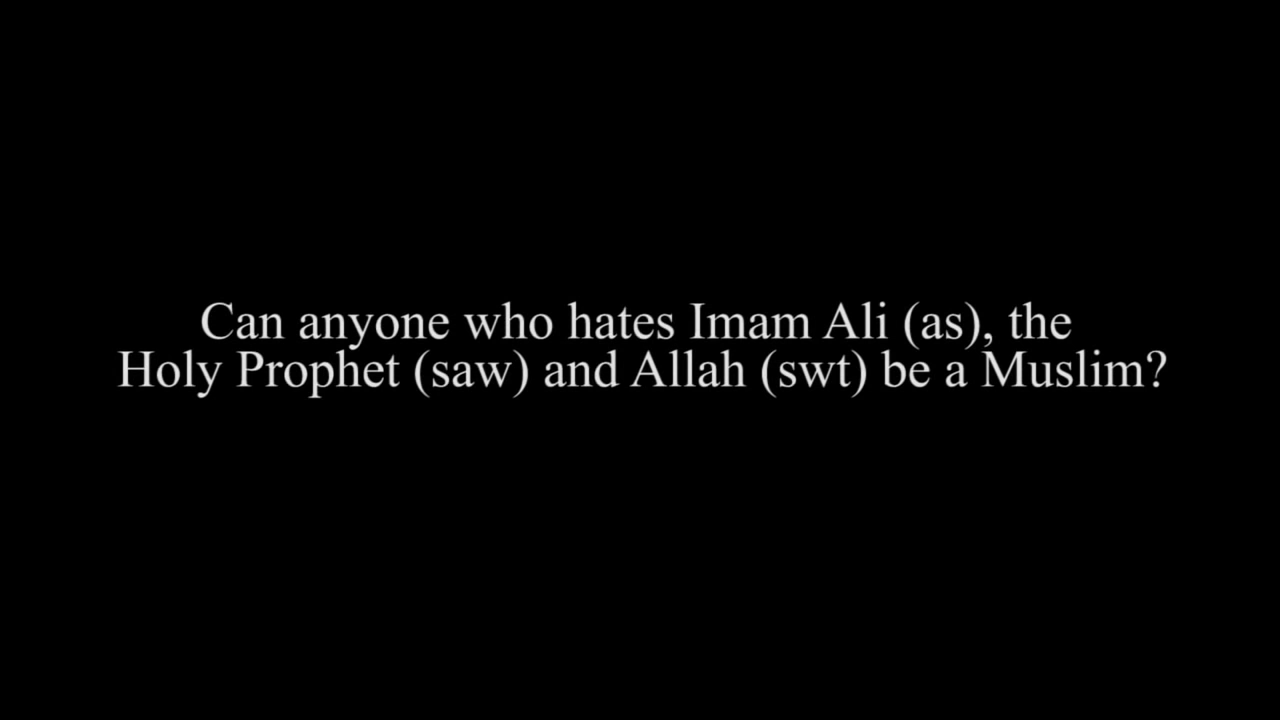 Can anyone who hates Imam Ali (as), the
Holy Prophet (saw) and Allah (swt) be a Muslim?